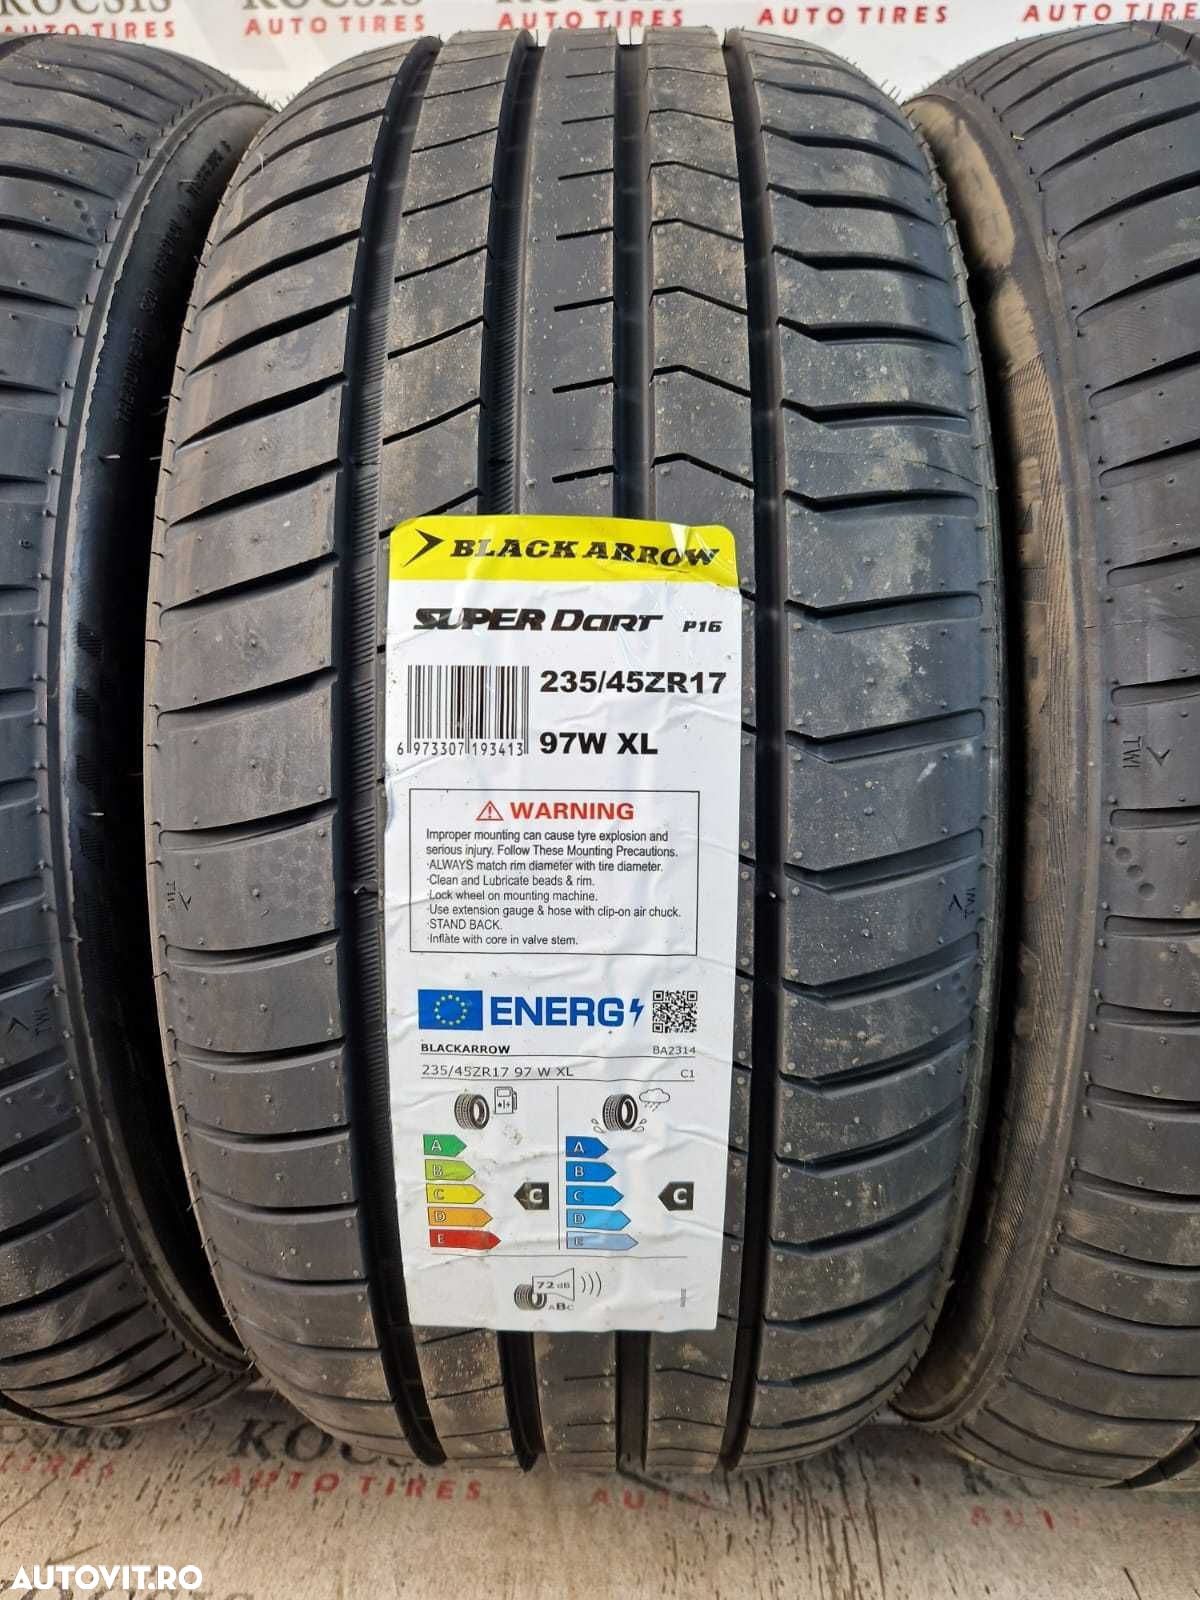 KOCSIS
AUTO TIRES
AUTO TIRES
AUTO TIRES
BLACK ARROW
SUPER DART P16
235/45ZR17
97W XL
6 973307 193413
WARNING
Improper mounting can cause tyre explosion and
serious injury. Follow These Mounting Precautions.
·ALWAYS match rim diameter with tire diameter.
·Clean and Lubricate beads & rim.
·Lock wheel on mounting machine.
·Use extension gauge & hose with clip-on air chuck.
·STAND BACK.
·Inflate with core in valve stem.
ENERG
BLACKARROW BA2314
235/45ZR17 97 W XL C1
A A
B B
C C C C
D D
E E
72 dB
ABC
TWI
TWI
TWI
TWI
KOCSIS
AUTO TIRES
AUTOVIT.RO